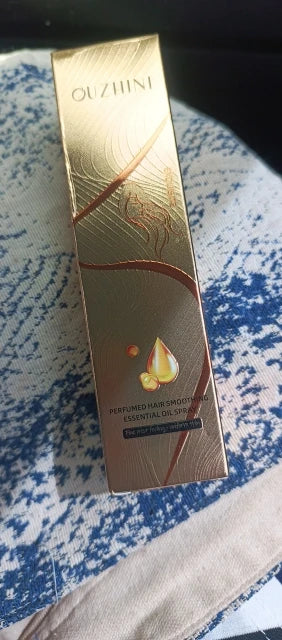 OUZHINI
PERFUMED HAIR SMOOTHING
ESSENTIAL OIL SPRAY